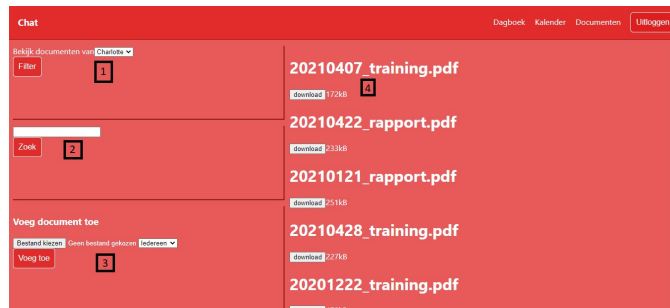 Chat Dagboek Kalender Documenten Uitloggen
Bekijk documenten van Charlotte
Filter
1
Zoek
2
Voeg document toe
Bestand kiezen Geen bestand gekozen Iedereen
Voeg toe
3
20210407_training.pdf
download 172kB
4
20210422_rapport.pdf
download 233kB
20210121_rapport.pdf
download 251kB
20210428_training.pdf
download 227kB
20201222_training.pdf